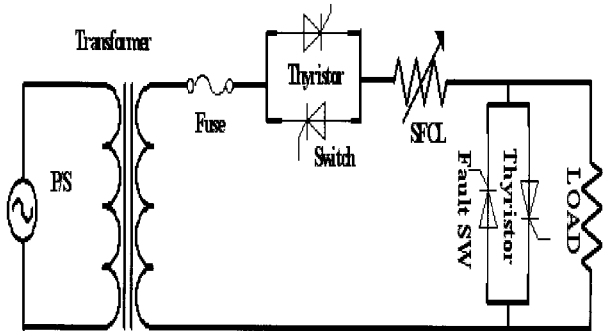 Transformer
Thyristor
Fuse
Switch
SFCL
P/S
Thyristor
Fault SW
LOAD